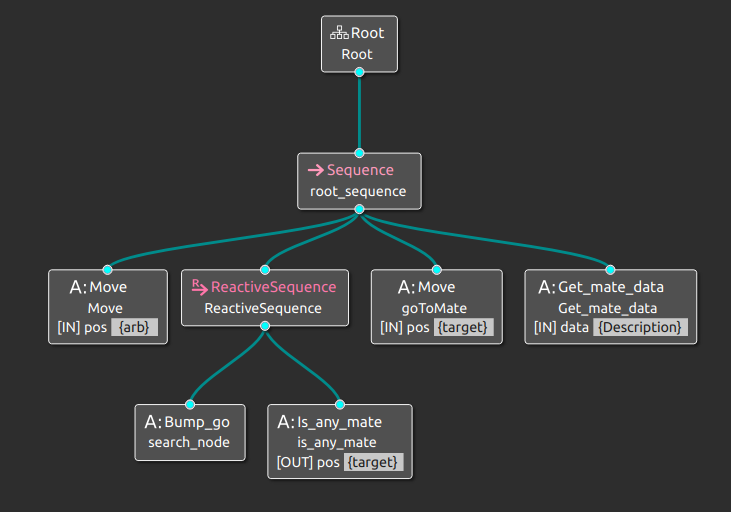 Root
Root
Sequence
root_sequence
A: Move
Move
[IN] pos {arb}
R ReactiveSequence
ReactiveSequence
A: Move
goToMate
[IN] pos {target}
A: Get_mate_data
Get_mate_data
[IN] data {Description}
A: Bump_go
search_node
A: Is_any_mate
is_any_mate
[OUT] pos {target}